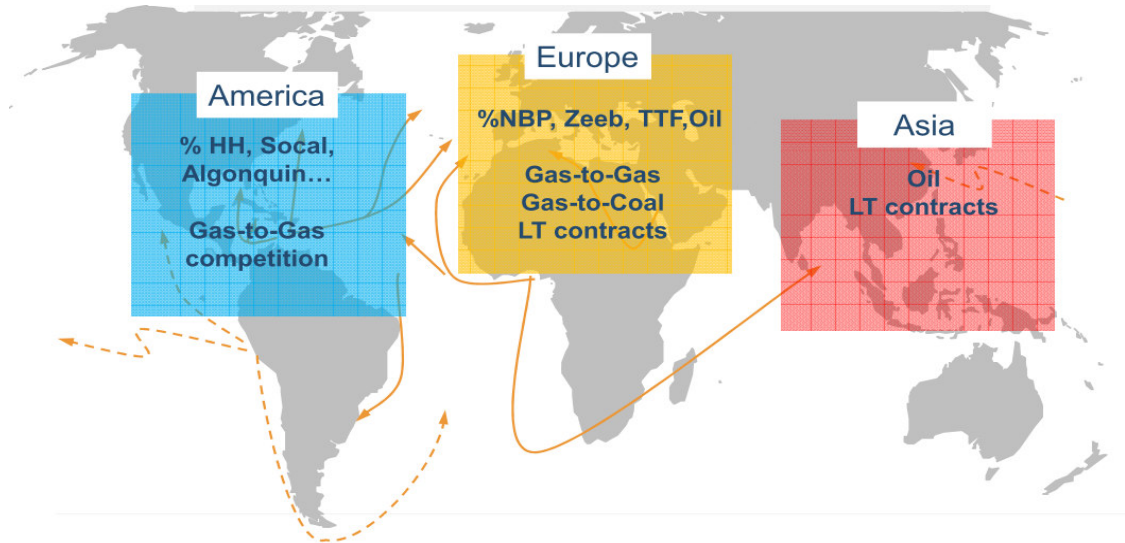 America
% HH, Socal,
Algonquin…
Gas-to-Gas
competition
Europe
%NBP, Zeeb, TTF,Oil
Gas-to-Gas
Gas-to-Coal
LT contracts
Asia
Oil
LT contracts